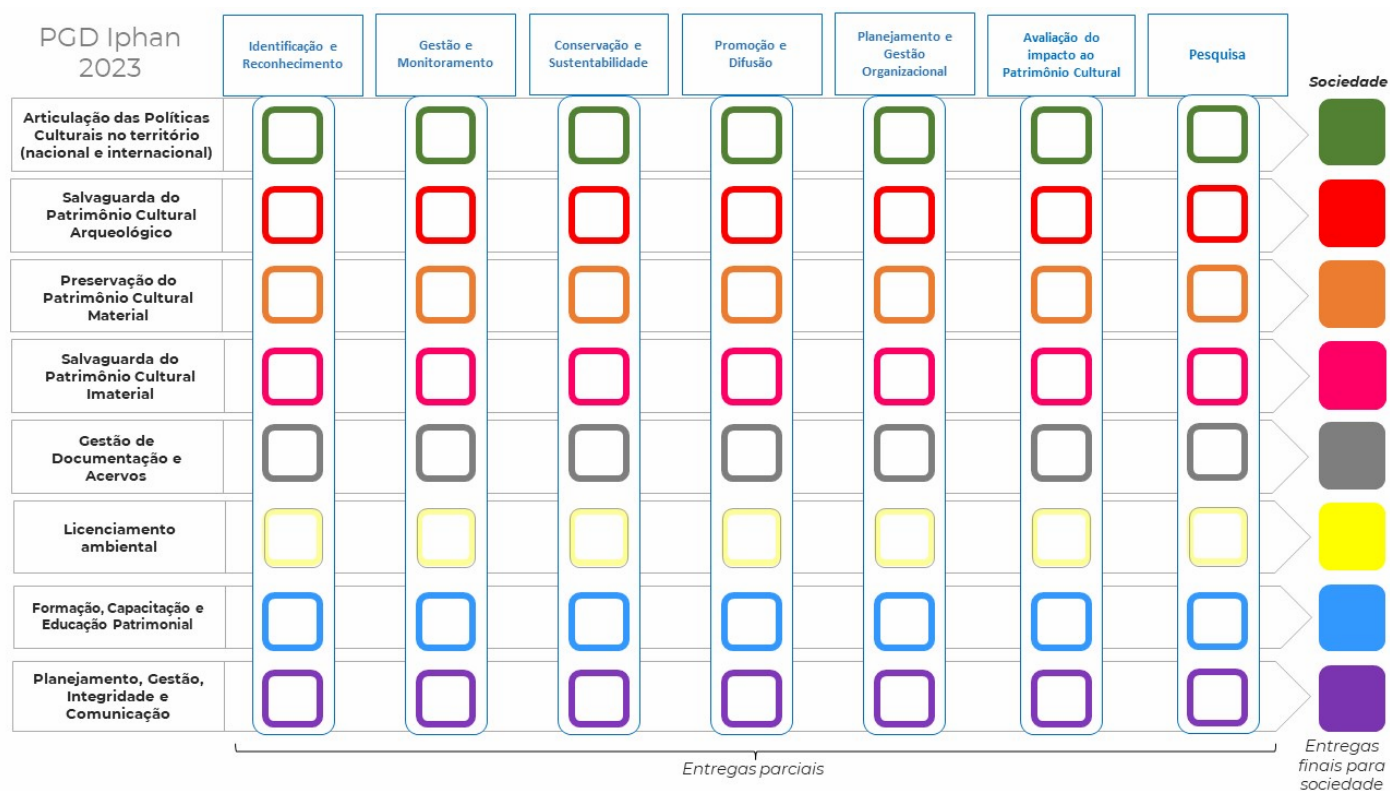 PGD Iphan
2023
Identificação e
Reconhecimento
Gestão e
Monitoramento
Conservação e
Sustentabilidade
Promoção e
Difusão
Planejamento e
Gestão
Organizacional
Avaliação do
impacto ao
Patrimônio Cultural
Pesquisa
Sociedade
Articulação das Políticas
Culturais no território
(nacional e internacional)
Salvaguarda do
Patrimônio Cultural
Arqueológico
Preservação do
Patrimônio Cultural
Material
Salvaguarda do
Patrimônio Cultural
Imaterial
Gestão de
Documentação e
Acervos
Licenciamento
ambiental
Formação, Capacitação e
Educação Patrimonial
Planejamento, Gestão,
Integridade e
Comunicação
Entregas parciais
Entregas
finais para
sociedade